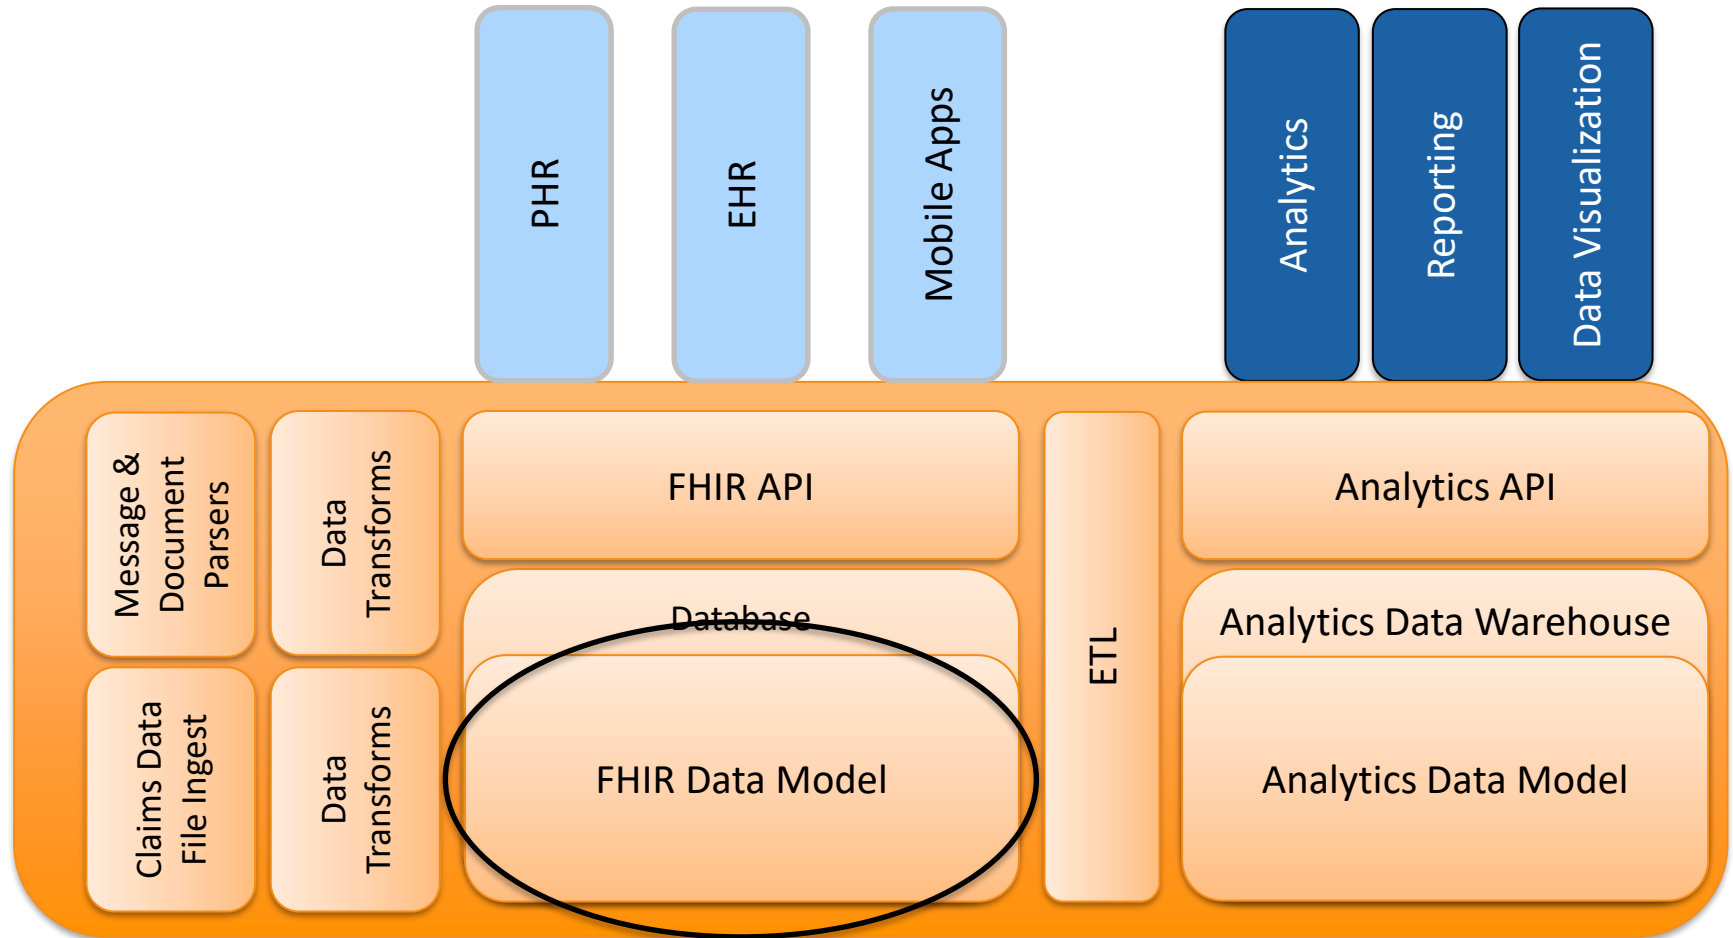 PHR
EHR
Mobile Apps
Analytics
Reporting
Data Visualization
Message &
Document
Parsers
Data
Transforms
FHIR API
ETL
Analytics API
Database
Analytics Data Warehouse
Claims Data
File Ingest
Data
Transforms
FHIR Data Model
Analytics Data Model